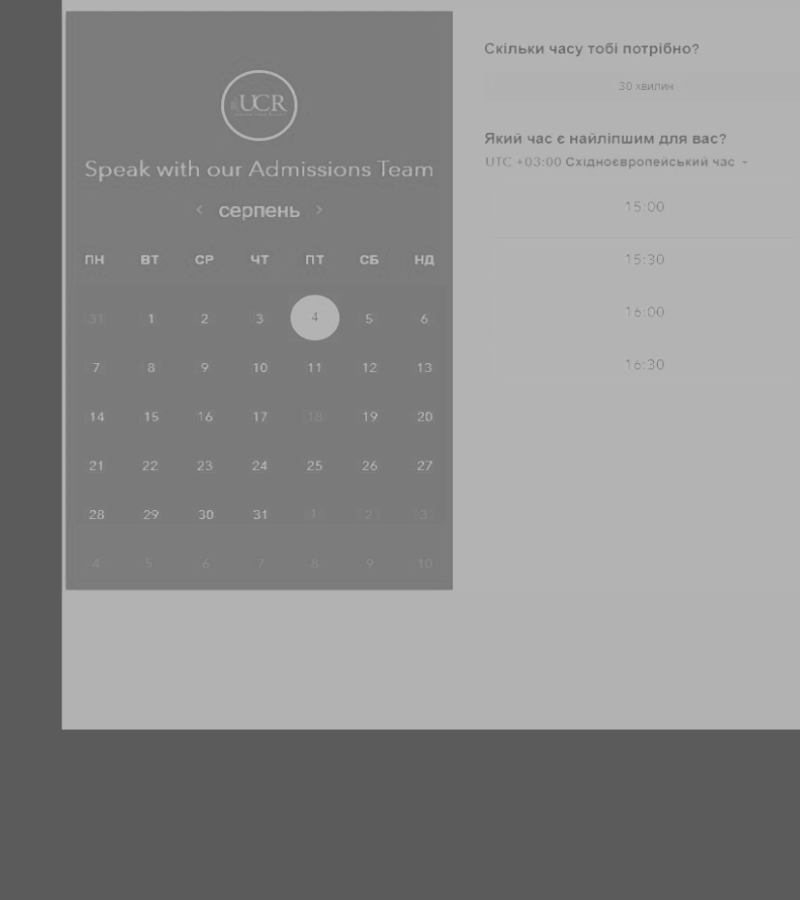 UCR
Speak with our Admissions Team
‹ серпень ›
ПН ВТ СР ЧТ ПТ СБ НД
31 1 2 3 4 5 6
7 8 9 10 11 12 13
14 15 16 17 18 19 20
21 22 23 24 25 26 27
28 29 30 31 1 2 3
4 5 6 7 8 9 10
Скільки часу тобі потрібно?
30 хвилин
Який час є найліпшим для вас?
UTC +03:00 Східноєвропейський час
15:00
15:30
16:00
16:30